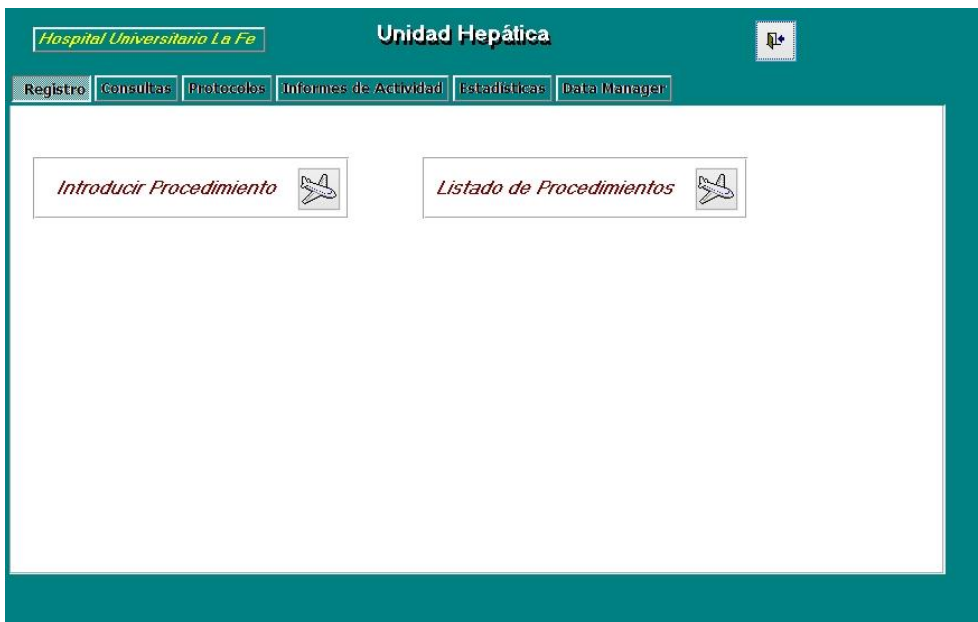 Hospital Universitario La Fe
Unidad Hepática
Registro Consultas Protocolos Informes de Actividad Estadísticas Data Manager
Introducir Procedimiento Listado de Procedimientos